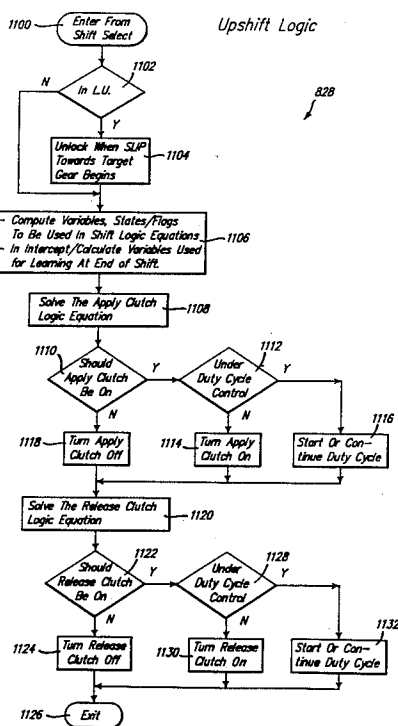 Upshift Logic
1100
Enter From
Shift Select
1102
N
In L.U.
Y
828
Unlock When SLIP
Towards Target
Gear Begins
1104
- Compute Variables, States/Flags
To Be Used In Shift Logic Equations
- In Intercept/Calculate Variables Used
for Learning At End of Shift.
1106
Solve The Apply Clutch
Logic Equation
1108
1110
Should
Apply Clutch
Be On
Y
N
1112
Under
Duty Cycle
Control
Y
N
1118
Turn Apply
Clutch Off
1114
Turn Apply
Clutch On
1116
Start Or Con-
tinue Duty Cycle
Solve The Release Clutch
Logic Equation
1120
1122
Should
Release Clutch
Be On
Y
N
1128
Under
Duty Cycle
Control
Y
N
1124
Turn Release
Clutch Off
1130
Turn Release
Clutch On
1132
Start Or Con-
tinue Duty Cycle
1126
Exit